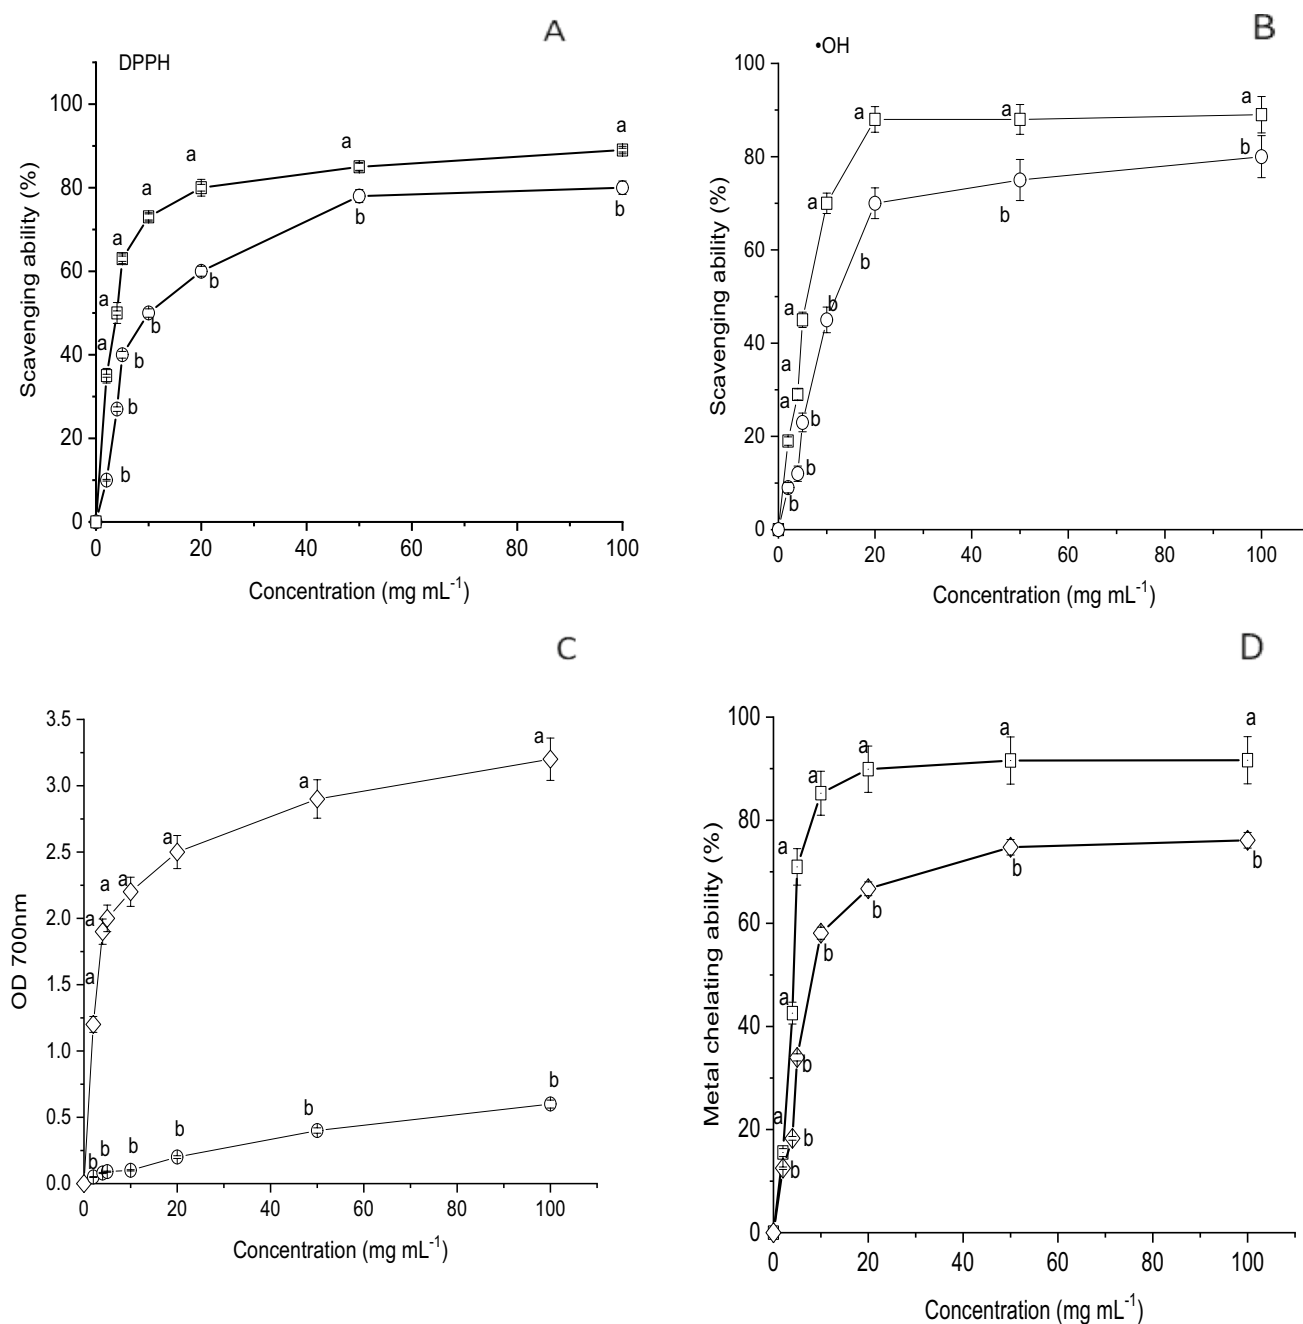 A
DPPH
Scavenging ability (%)
100
80
60
40
20
0
a
a
a
a
a
a
a
b
b
b
b
b
b
b
0
20
40
60
80
100
Concentration (mg mL-1)
B
•OH
Scavenging ability (%)
100
80
60
40
20
0
a
a
a
a
a
a
a
b
b
b
b
b
b
b
0
20
40
60
80
100
Concentration (mg mL-1)
C
OD 700nm
3.5
3.0
2.5
2.0
1.5
1.0
0.5
0.0
a
a
a
a
a
a
a
b
b
b
b
b
b
0
20
40
60
80
100
Concentration (mg mL-1)
D
Metal chelating ability (%)
100
80
60
40
20
0
a
a
a
a
a
a
a
b
b
b
b
b
b
b
0
20
40
60
80
100
Concentration (mg mL-1)